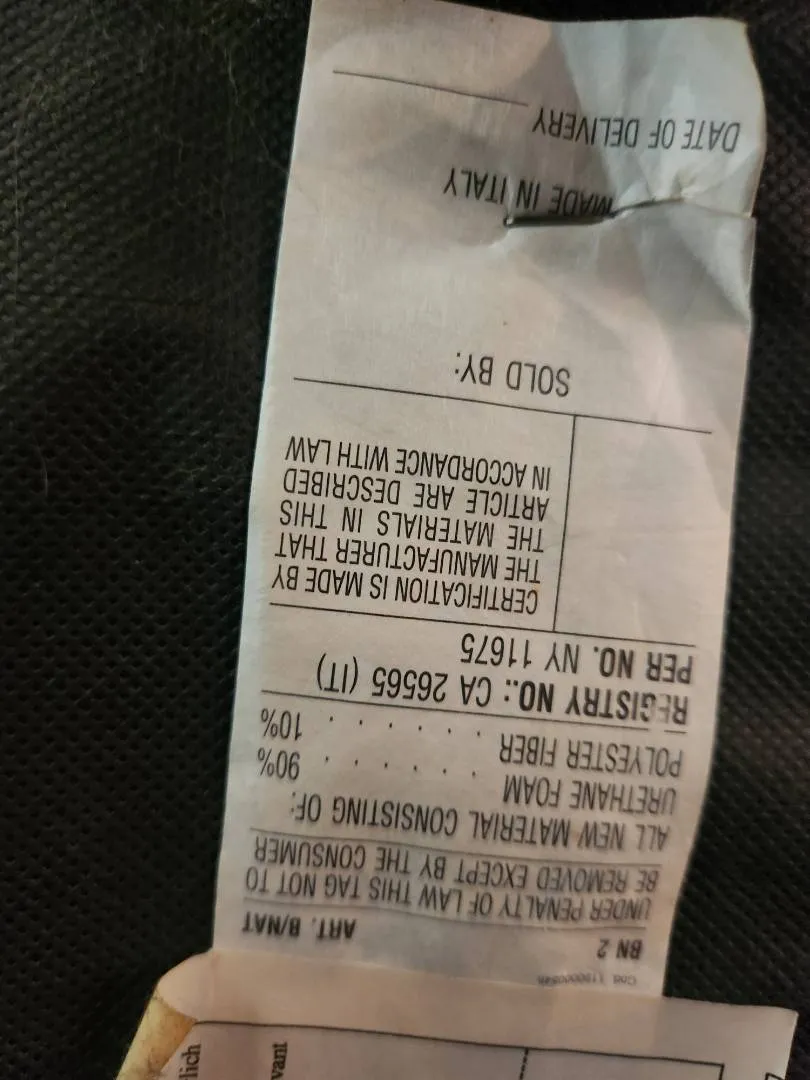 BN 2 ART. B/NAT
UNDER PENALTY OF LAW THIS TAG NOT TO
BE REMOVED EXCEPT BY THE CONSUMER
ALL NEW MATERIAL CONSISTING OF:
URETHANE FOAM . . . . . . 90%
POLYESTER FIBER . . . . . . 10%
REGISTRY NO.: CA 26565 (IT)
PER NO. NY 11675
CERTIFICATION IS MADE BY
THE MANUFACTURER THAT
THE MATERIALS IN THIS
ARTICLE ARE DESCRIBED
IN ACCORDANCE WITH LAW
SOLD BY:
MADE IN ITALY
DATE OF DELIVERY